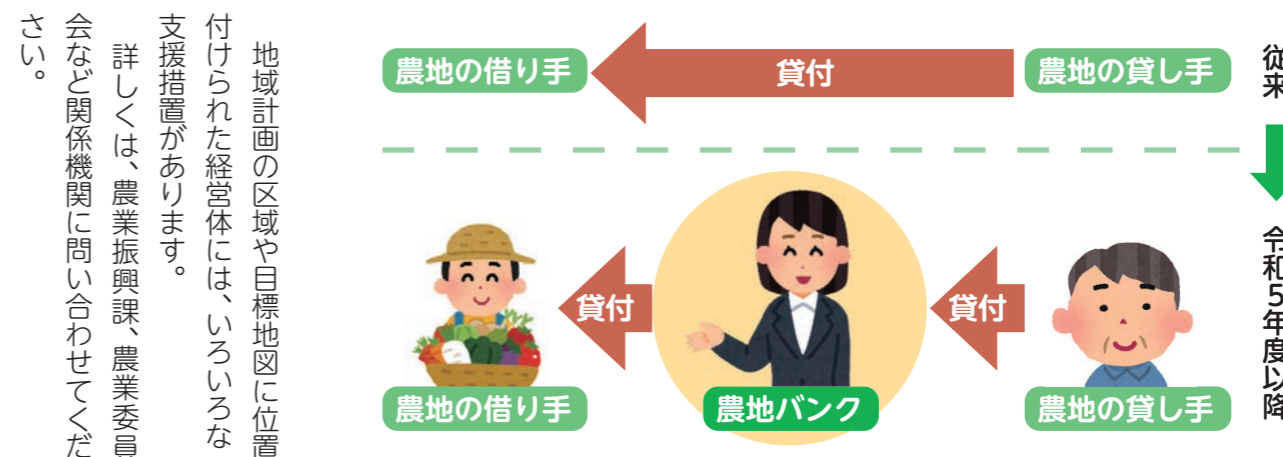 従来
農地の貸し手
貸付
農地の借り手
令和５年度以降
農地の貸し手
貸付
農地バンク
貸付
農地の借り手
地域計画の区域や目標地図に位置
付けられた経営体には、いろいろな
支援措置があります。
詳しくは、農業振興課、農業委員
会など関係機関に問い合わせてくだ
さい。